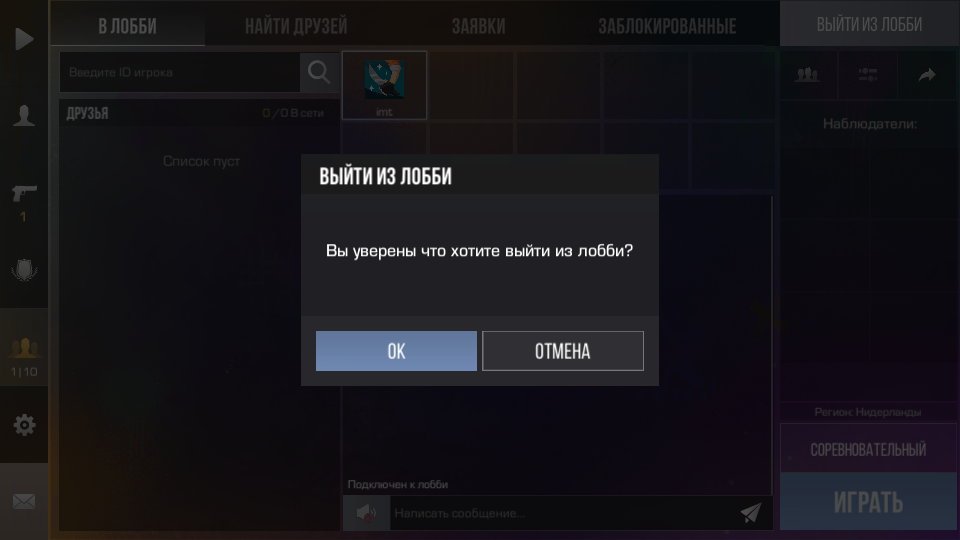 В ЛОББИ
НАЙТИ ДРУЗЕЙ
ЗАЯВКИ
ЗАБЛОКИРОВАННЫЕ
ВЫЙТИ ИЗ ЛОББИ
Введите ID игрока
ДРУЗЬЯ
0/0 В сети
Список пуст
imt
Наблюдатели:
1
1|10
ВЫЙТИ ИЗ ЛОББИ
Вы уверены что хотите выйти из лобби?
ОК
ОТМЕНА
Подключен к лобби
Написать сообщение...
Регион: Нидерланды
СОРЕВНОВАТЕЛЬНЫЙ
ИГРАТЬ